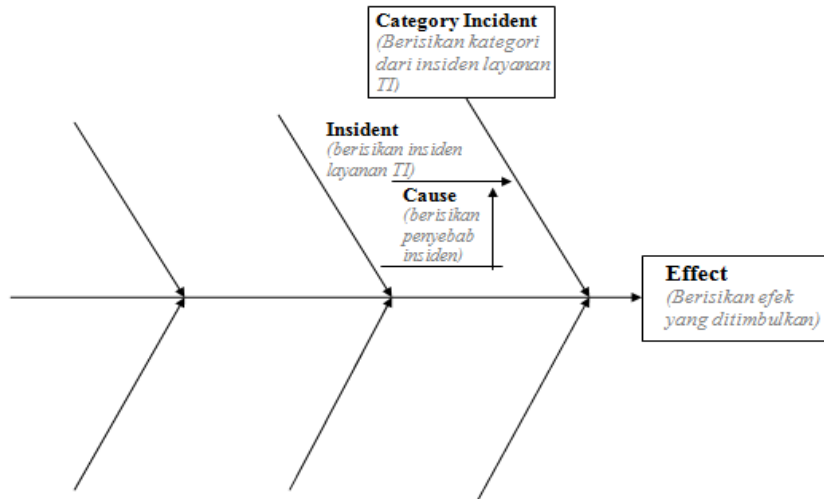 Category Incident
(Berisikan kategori
dari insiden layanan
TI)
Insident
(berisikan insiden
layanan TI)
Cause
(berisikan
penyebab
insiden)
Effect
(Berisikan efek
yang ditimbulkan)